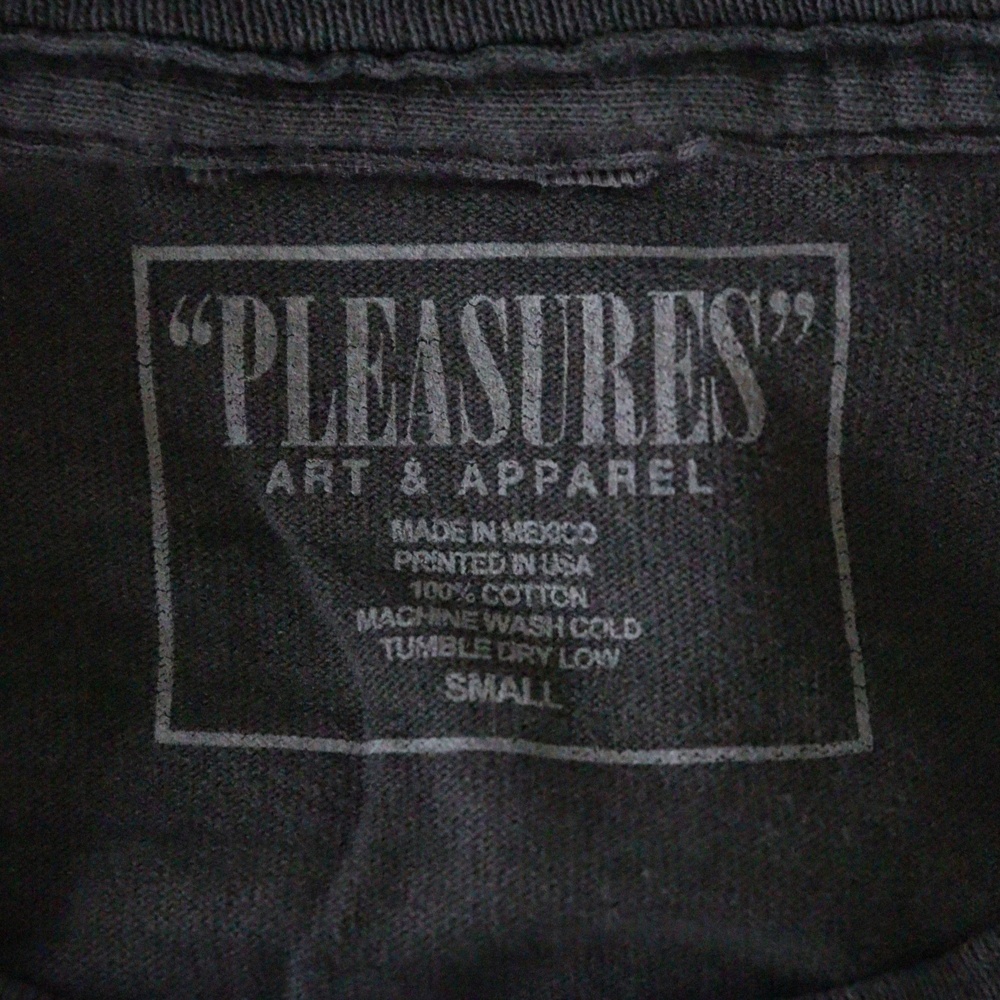 “PLEASURES”
ART & APPAREL
MADE IN MEXICO
PRINTED IN USA
100% COTTON
MACHINE WASH COLD
TUMBLE DRY LOW
SMALL